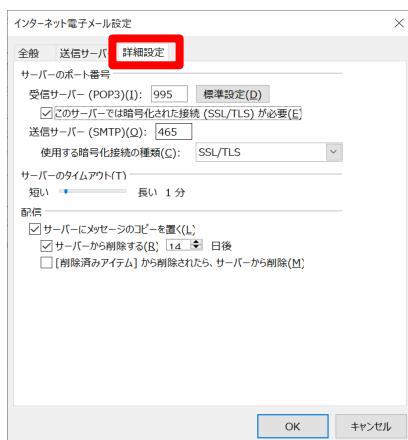 インターネット電子メール設定
全般 送信サーバー 詳細設定
サーバーのポート番号
受信サーバー (POP3)(I): 995 標準設定(D)
このサーバーでは暗号化された接続 (SSL/TLS) が必要(E)
送信サーバー (SMTP)(O): 465
使用する暗号化接続の種類(C): SSL/TLS
サーバーのタイムアウト(T)
短い 長い 1 分
配信
サーバーにメッセージのコピーを置く(L)
サーバーから削除する(R) 14 日後
[削除済みアイテム] から削除されたら、サーバーから削除(M)
OK キャンセル